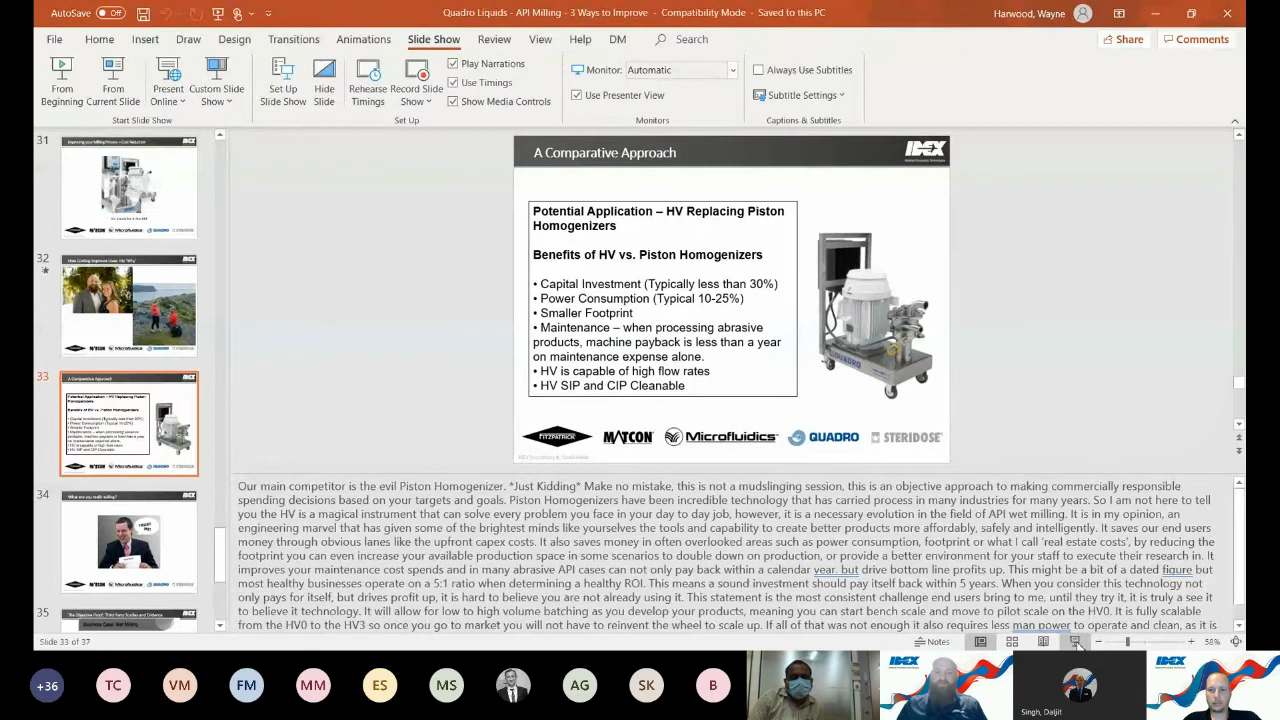 AutoSave Off
Quadro Liquids - API Milling - 3 Ways to Improve - Compatibility Mode - Saved to this PC
Harwood, Wayne
File Home Insert Draw Design Transitions Animations Slide Show Review View Help DM Search Share Comments
From Beginning
From Current Slide
Present Online
Custom Slide Show
Start Slide Show
Set Up Slide Show
Hide Slide
Rehearse Timings
Record Slide Show
Play Narrations
Use Timings
Show Media Controls
Set Up
Monitor: Automatic
Use Presenter View
Monitors
Always Use Subtitles
Subtitle Settings
Captions & Subtitles
31
32
33
34
What are you really selling?
TRUST ME!
35
A Comparative Approach
IDEX
Potential Application – HV Replacing Piston
Homogenizers
Benefits of HV vs. Piston Homogenizers
• Capital Investment (Typically less than 30%)
• Power Consumption (Typical 10-25%)
• Smaller Footprint
• Maintenance – when processing abrasive
products, machine payback is less than a year
on maintenance expense alone.
• HV is capable of high flow rates
• HV SIP and CIP Cleanable
QUADRO
FITZPATRICK MATCON Microfluidics QUADRO STERIDOSE
Our main competitor is the evil Piston Homogenizer. *Just Kidding* Make no mistake, this is not a mudslinging session, this is an objective approach to making commercially responsible
spending decisions based on your targets and goals. Piston Homogenizers have been incredible technology that has carried process in many industries for many years. So I am not here to tell
you the HV is a magical instrument that can solve every problem you face in your day to day job, however, it is a necessary evolution in the field of API wet milling. It is in my opinion, an
engineering marvel that has given some of the brightest minds like yourselves the tools and capability to create better products more affordably, safely and intelligently. It saves our end users
money through obvious lanes like the upfront capex costs. It also saves money in often overlooked areas such as power consumption, footprint or what I call 'real estate costs', by reducing the
footprint you can even increase your available production space in scenarios to double down on production, or provide a better environment for your staff to execute their research in. It
improves your maintenance cost spends and in many abrasive API cases can not only pay back within a calendar year. but drive bottom line profits up. This might be a bit of a dated figure but
most healthy businesses operate on a 5:1 ratio when determining healthy ROI. This means a sound investment should pay itself back within 5 years. When you consider this technology not
only pays for itself, but drives profit up, it is hard to believe you are not already using it. This statement is the most consistent challenge end users bring to me, until they try it, it is truly a see it
to believe it technology. It will allow for low to high volume batching as you develop your products, meaning you can start bench scale and move to pilot scale on the HV0. It is fully scalable
from the HV0 to the HV3 so once you go to market you will not have to reinvent the wheel to scale up. If all of that was not enough it also requires less man power to operate and clean, as it is
Slide 33 of 37
Notes
58%
+36 TC VM FM MM ES MS AG SK B
IDEX
Singh, Daljit
IDEX